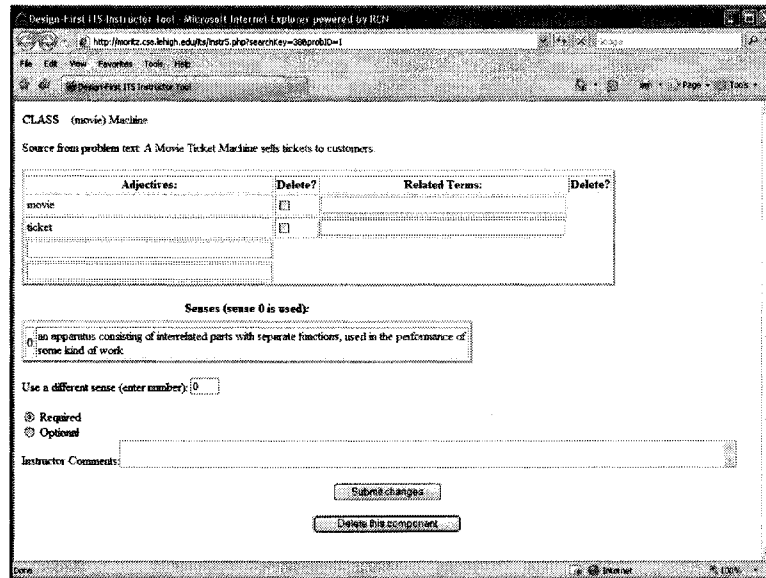 Design-First ITS Instructor Tool - Microsoft Internet Explorer powered by RCN
http://moritz.cse.lehigh.edu/its/Instr5.php?searchKey=388probID=1
File Edit View Favorites Tools Help
Design-First ITS Instructor Tool
Page Tools
CLASS (movie) Machine
Source from problem text: A Movie Ticket Machine sells tickets to customers.
Adjectives: Delete? Related Terms: Delete?
movie
ticket
Senses (sense 0 is used):
0 an apparatus consisting of interrelated parts with separate functions, used in the performance of
some kind of work
Use a different sense (enter number): 0
Required
Optional
Instructor Comments:
Submit changes
Delete this component
Done Internet 100%